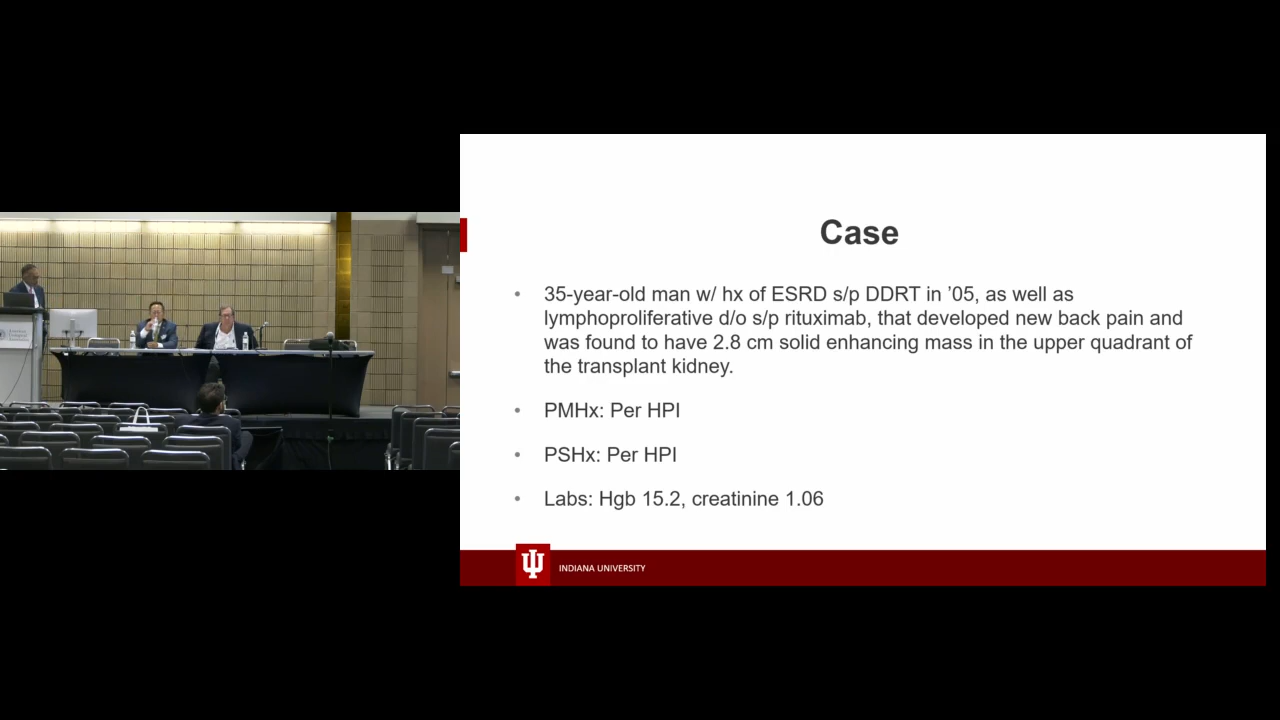 Case
• 35-year-old man w/ hx of ESRD s/p DDRT in ’05, as well as
lymphoproliferative d/o s/p rituximab, that developed new back pain and
was found to have 2.8 cm solid enhancing mass in the upper quadrant of
the transplant kidney.
• PMHx: Per HPI
• PSHx: Per HPI
• Labs: Hgb 15.2, creatinine 1.06
INDIANA UNIVERSITY